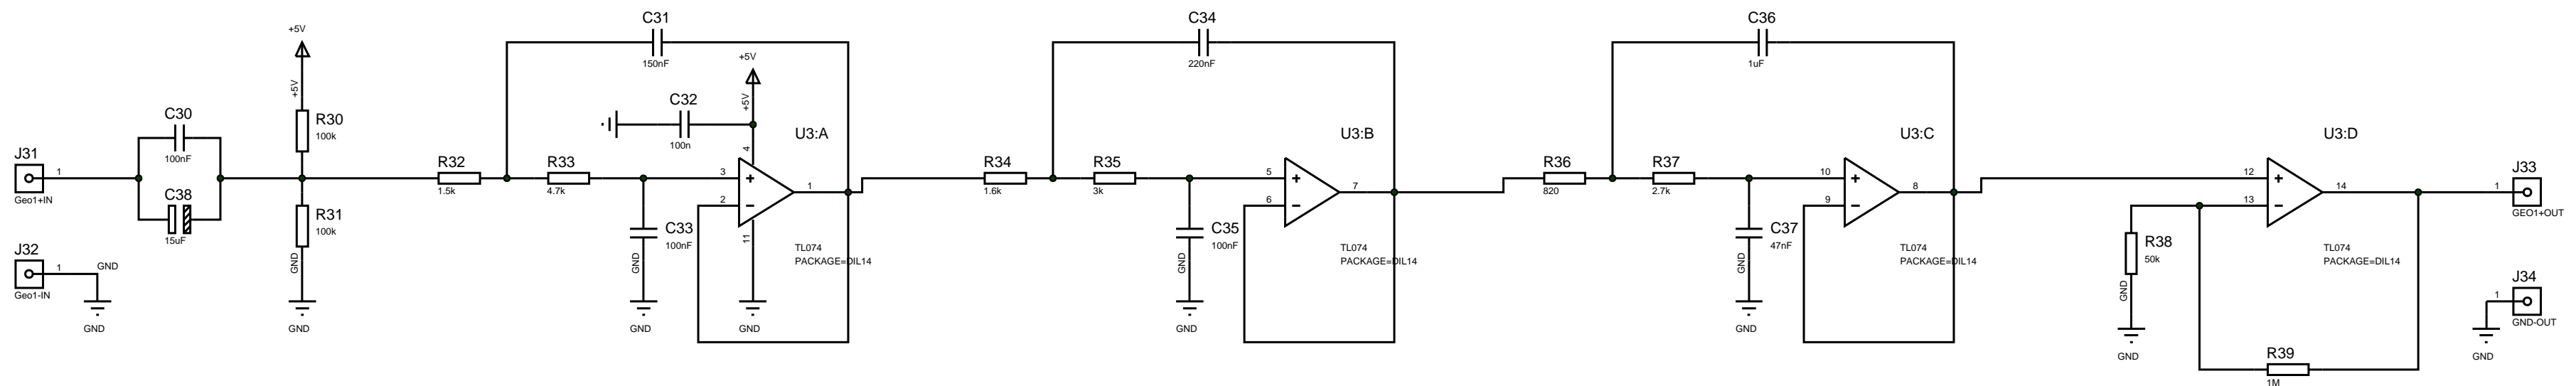 J31
1
Geo1+IN
J32
1
GND
Geo1-IN
GND
C30
100nF
C38
15uF
+5V
+5V
R30
100k
R31
100k
GND
GND
R32
1.5k
C31
150nF
R33
4.7k
C32
100n
+5V
+5V
C33
100nF
GND
GND
U3:A
3
2
4
11
1
GND
TL074
PACKAGE=DIL14
R34
1.6k
C34
220nF
R35
3k
C35
100nF
GND
GND
U3:B
5
6
7
TL074
PACKAGE=DIL14
R36
820
C36
1uF
R37
2.7k
C37
47nF
GND
GND
U3:C
10
9
8
TL074
PACKAGE=DIL14
U3:D
12
13
14
TL074
PACKAGE=DIL14
R38
50k
GND
GND
R39
1M
J33
1
GEO1+OUT
J34
1
GND-OUT
GND